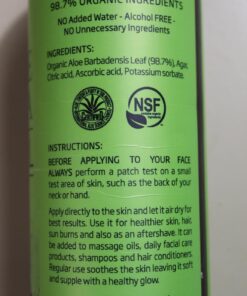 98.7% ORGANIC INGREDIENTS
NO Added Water - Alcohol FREE -
NO Unnecessary Ingredients
INGREDIENTS:
Organic Aloe Barbadensis Leaf (98.7%), Agar,
Citric acid, Ascorbic acid, Potassium sorbate.
CERTIFIED
NSF
INSTRUCTIONS:
BEFORE APPLYING TO YOUR FACE
ALWAYS perform a patch test on a small
test area of skin, such as the back of your
neck or hand.
Apply directly to the skin and let it air dry for
best results. Use it for healthier skin, hair,
sun burns and also as an aftershave. It can
be added to massage oils, daily facial care
products, shampoos and hair conditioners.
Regular use soothes the skin leaving it soft
and supple with a healthy glow.